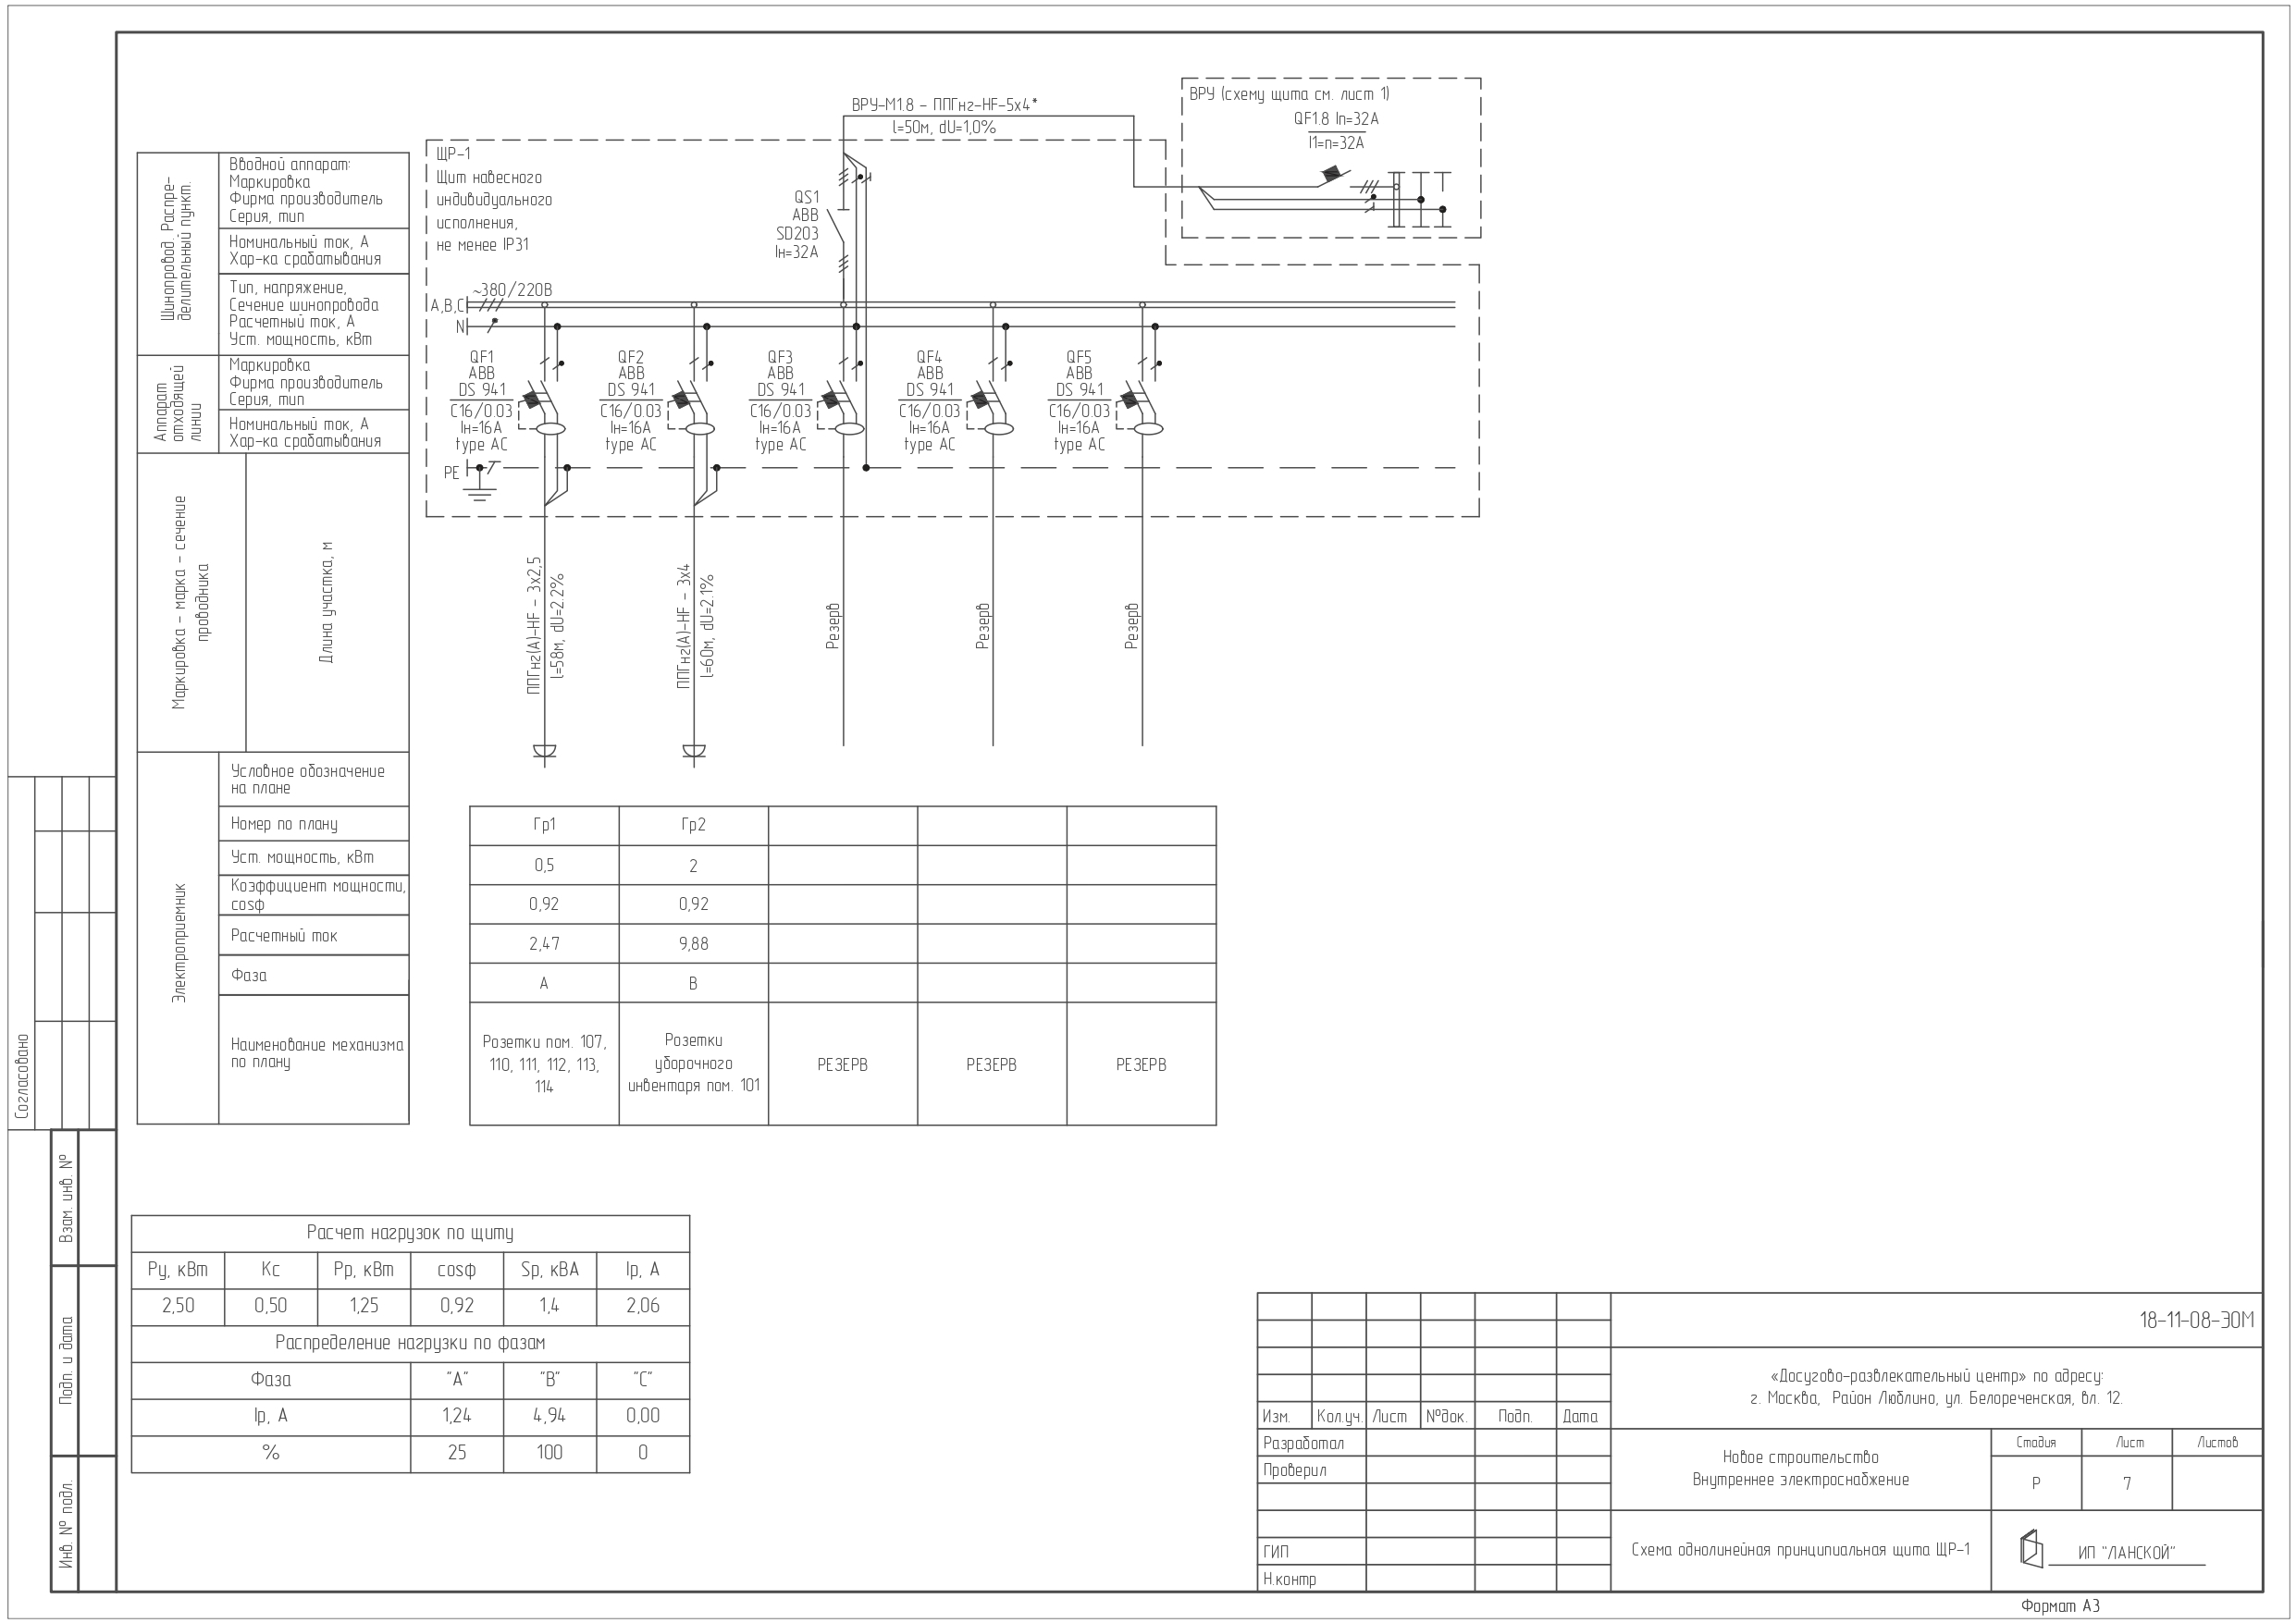 ВРУ (схему щита см. лист 1)
QF1.8 In=32А
I1=n=32А
ВРУ-М1.8 - ППГнг-HF-5х4*
l=50м, dU=1,0%
ЩР-1
Щит навесного
индивидуального
исполнения,
не менее IP31
QS1
ABB
SD203
Iн=32А
~380/220В
А,В,С
N
PE
QF1
ABB
DS 941
C16/0.03
Iн=16А
type AC
QF2
ABB
DS 941
C16/0.03
Iн=16А
type AC
QF3
ABB
DS 941
C16/0.03
Iн=16А
type AC
QF4
ABB
DS 941
C16/0.03
Iн=16А
type AC
QF5
ABB
DS 941
C16/0.03
Iн=16А
type AC
ППГнг(А)-HF - 3х2,5
l=58м, dU=2.2%
ППГнг(А)-HF - 3х4
l=60м, dU=2.1%
Резерв
Резерв
Резерв
Шинопровод. Распре-
делительный пункт.
Вводной аппарат:
Маркировка
Фирма производитель
Серия, тип
Номинальный ток, А
Хар-ка срабатывания
Тип, напряжение,
Сечение шинопровода
Расчетный ток, А
Уст. мощность, кВт
Аппарат
отходящей
линии
Маркировка
Фирма производитель
Серия, тип
Номинальный ток, А
Хар-ка срабатывания
Маркировка - марка - сечение
проводника
Длина участка, м
Электроприемник
Условное обозначение
на плане
Номер по плану
Уст. мощность, кВт
Коэффициент мощности,
cosф
Расчетный ток
Фаза
Наименование механизма
по плану
Гр1 Гр2
0,5 2
0,92 0,92
2,47 9,88
А В
Розетки пом. 107,
110, 111, 112, 113,
114
Розетки
уборочного
инвентаря пом. 101
РЕЗЕРВ РЕЗЕРВ РЕЗЕРВ
Расчет нагрузок по щиту
Ру, кВт Кс Рр, кВт cosф Sр, кВА Iр, А
2,50 0,50 1,25 0,92 1,4 2,06
Распределение нагрузки по фазам
Фаза "А" "В" "С"
Iр, А 1,24 4,94 0,00
% 25 100 0
Согласовано
Взам. инв. №
Подп. и дата
Инв. № подл.
18-11-08-ЭОМ
«Досугово-развлекательный центр» по адресу:
г. Москва, Район Люблино, ул. Белореченская, вл. 12.
Изм. Кол.уч. Лист №док. Подп. Дата
Разработал
Проверил
ГИП
Н.контр
Новое строительство
Внутреннее электроснабжение
Стадия Лист Листов
Р 7
Схема однолинейная принципиальная щита ЩР-1
ИП "ЛАНСКОЙ"
Формат А3